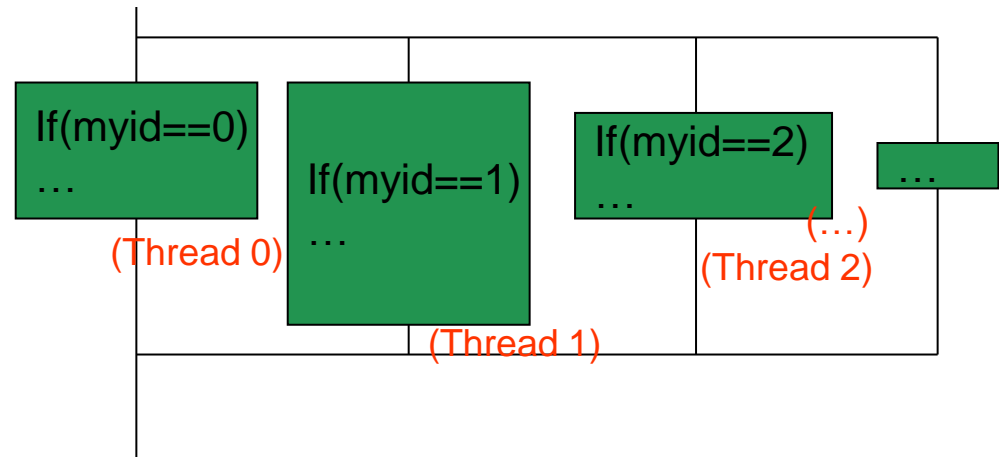 If(myid==0)
…
(Thread 0)
If(myid==1)
…
(Thread 1)
If(myid==2)
…
(Thread 2)
…
(…)